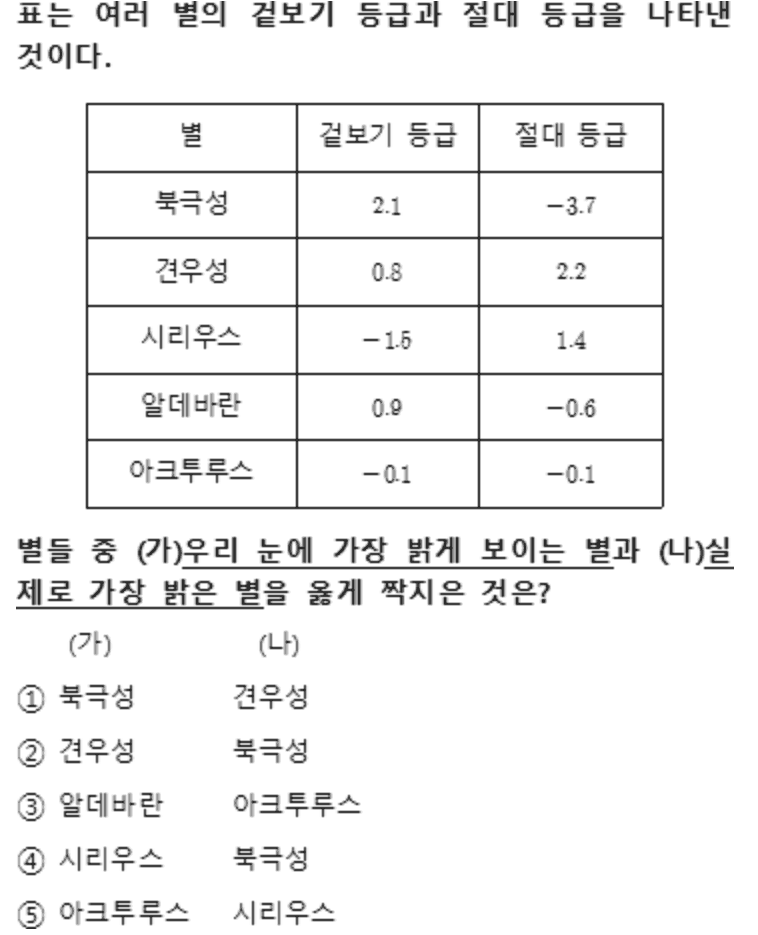 표는 여러 별의 겉보기 등급과 절대 등급을 나타낸
것이다.
별 겉보기 등급 절대 등급
북극성 2.1 −3.7
견우성 0.8 2.2
시리우스 −1.5 1.4
알데바란 0.9 −0.6
아크투루스 −0.1 −0.1
별들 중 (가)우리 눈에 가장 밝게 보이는 별과 (나)실
제로 가장 밝은 별을 옳게 짝지은 것은?
(가) (나)
① 북극성 견우성
② 견우성 북극성
③ 알데바란 아크투루스
④ 시리우스 북극성
⑤ 아크투루스 시리우스